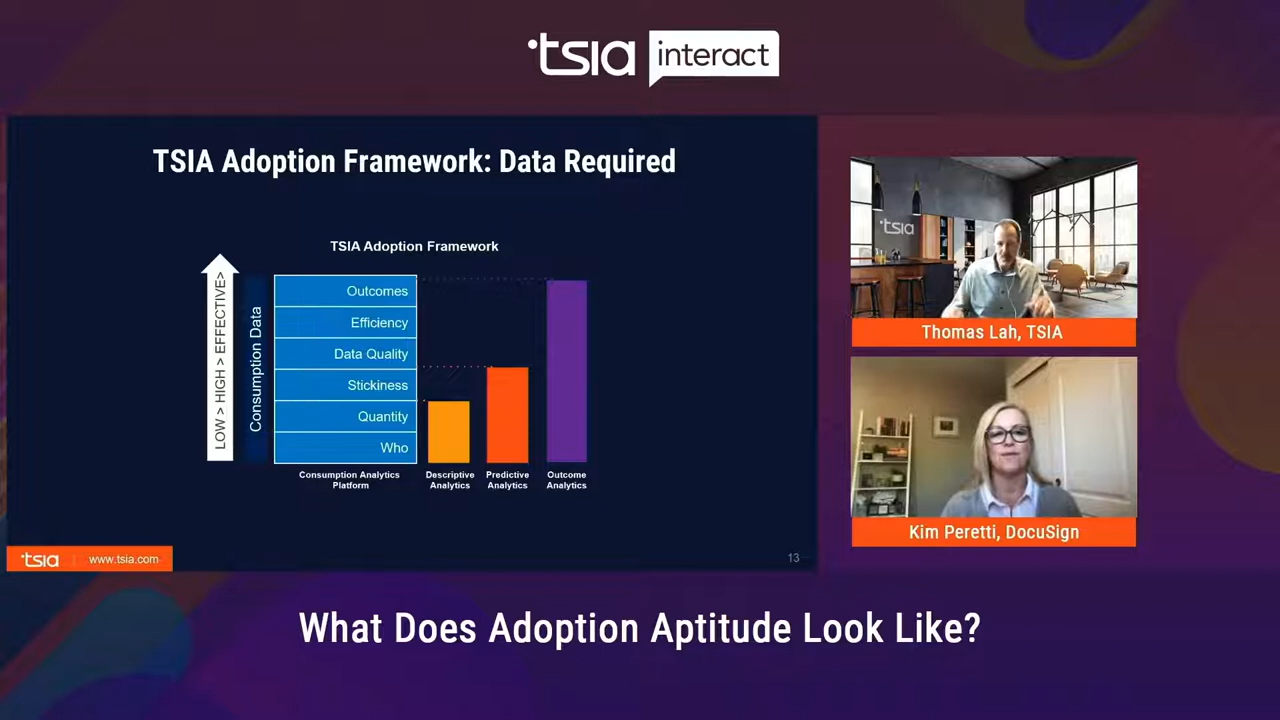 tsia interact
TSIA Adoption Framework: Data Required
TSIA Adoption Framework
LOW > HIGH > EFFECTIVE>
Consumption Data
Outcomes
Efficiency
Data Quality
Stickiness
Quantity
Who
Consumption Analytics
Platform
Descriptive
Analytics
Predictive
Analytics
Outcome
Analytics
tsia
www.tsia.com
13
tsia
Thomas Lah, TSIA
Kim Peretti, DocuSign
What Does Adoption Aptitude Look Like?